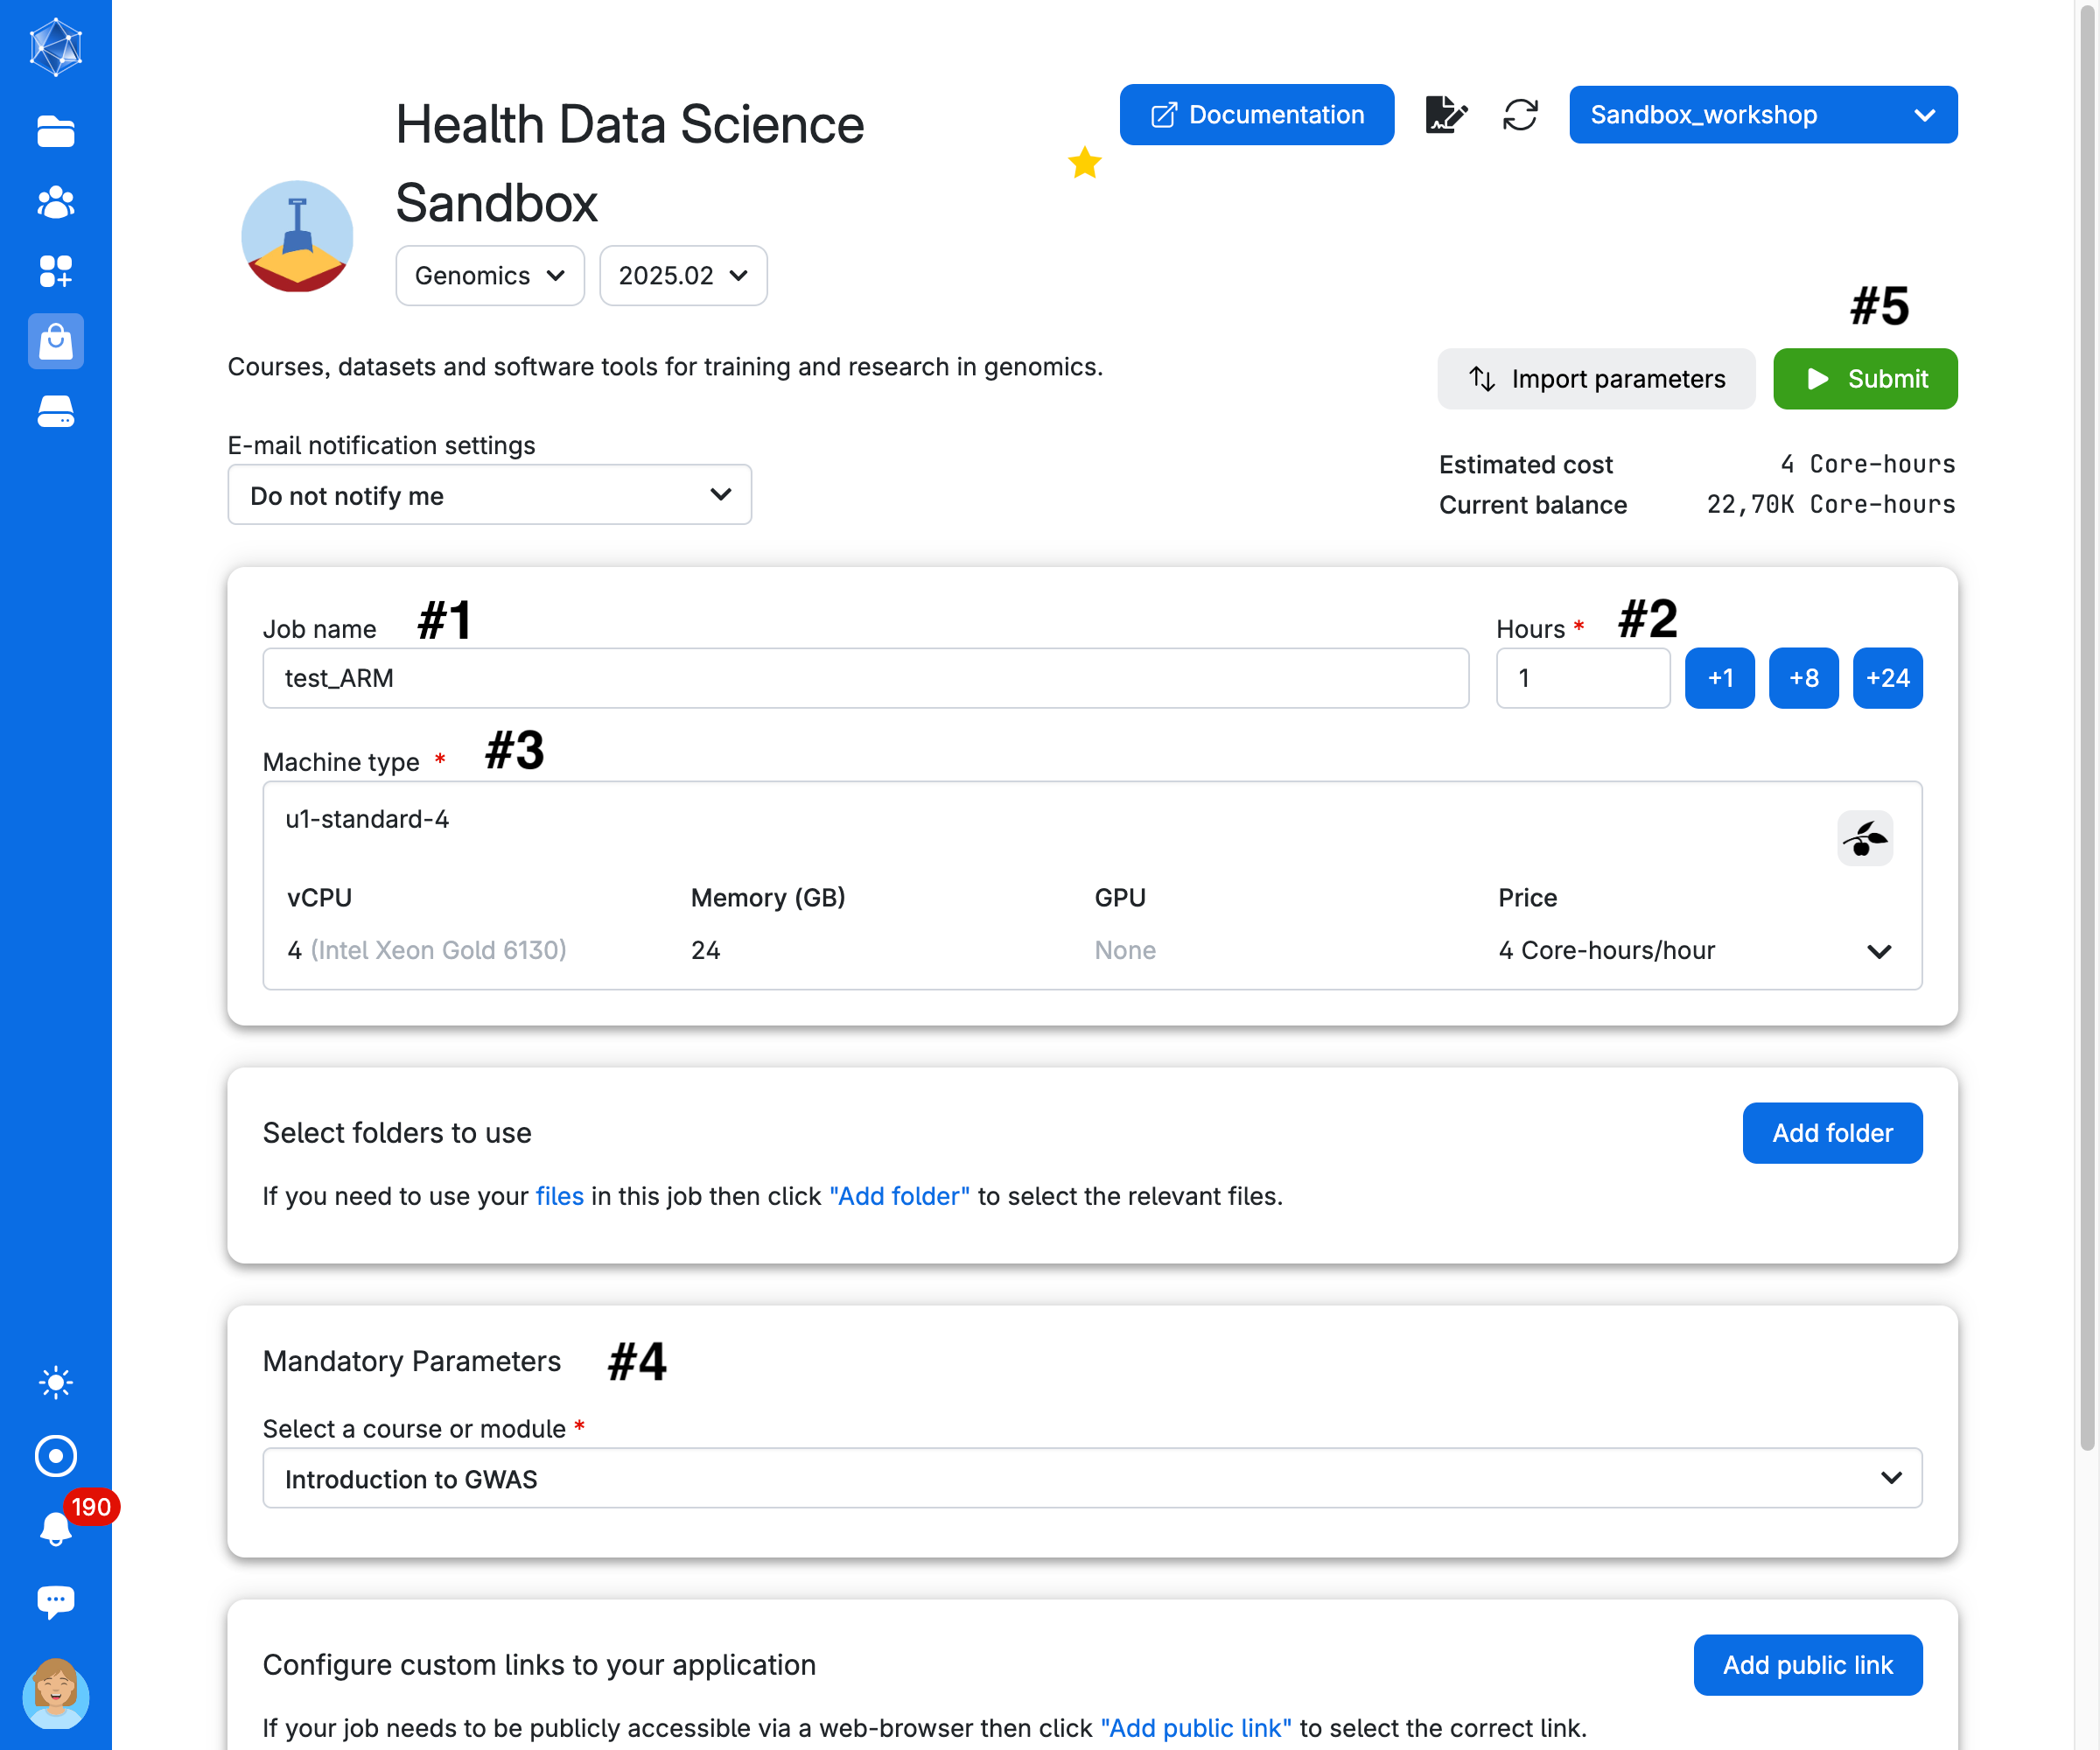 Health Data Science
Sandbox
Documentation
Sandbox_workshop
Genomics
2025.02
#5
Courses, datasets and software tools for training and research in genomics.
Import parameters
Submit
E-mail notification settings
Do not notify me
Estimated cost 4 Core-hours
Current balance 22,70K Core-hours
Job name #1
Hours * #2
test_ARM
1
+1
+8
+24
Machine type * #3
u1-standard-4
vCPU Memory (GB) GPU Price
4 (Intel Xeon Gold 6130) 24 None 4 Core-hours/hour
Select folders to use
Add folder
If you need to use your files in this job then click "Add folder" to select the relevant files.
Mandatory Parameters #4
Select a course or module *
Introduction to GWAS
190
Configure custom links to your application
Add public link
If your job needs to be publicly accessible via a web-browser then click "Add public link" to select the correct link.